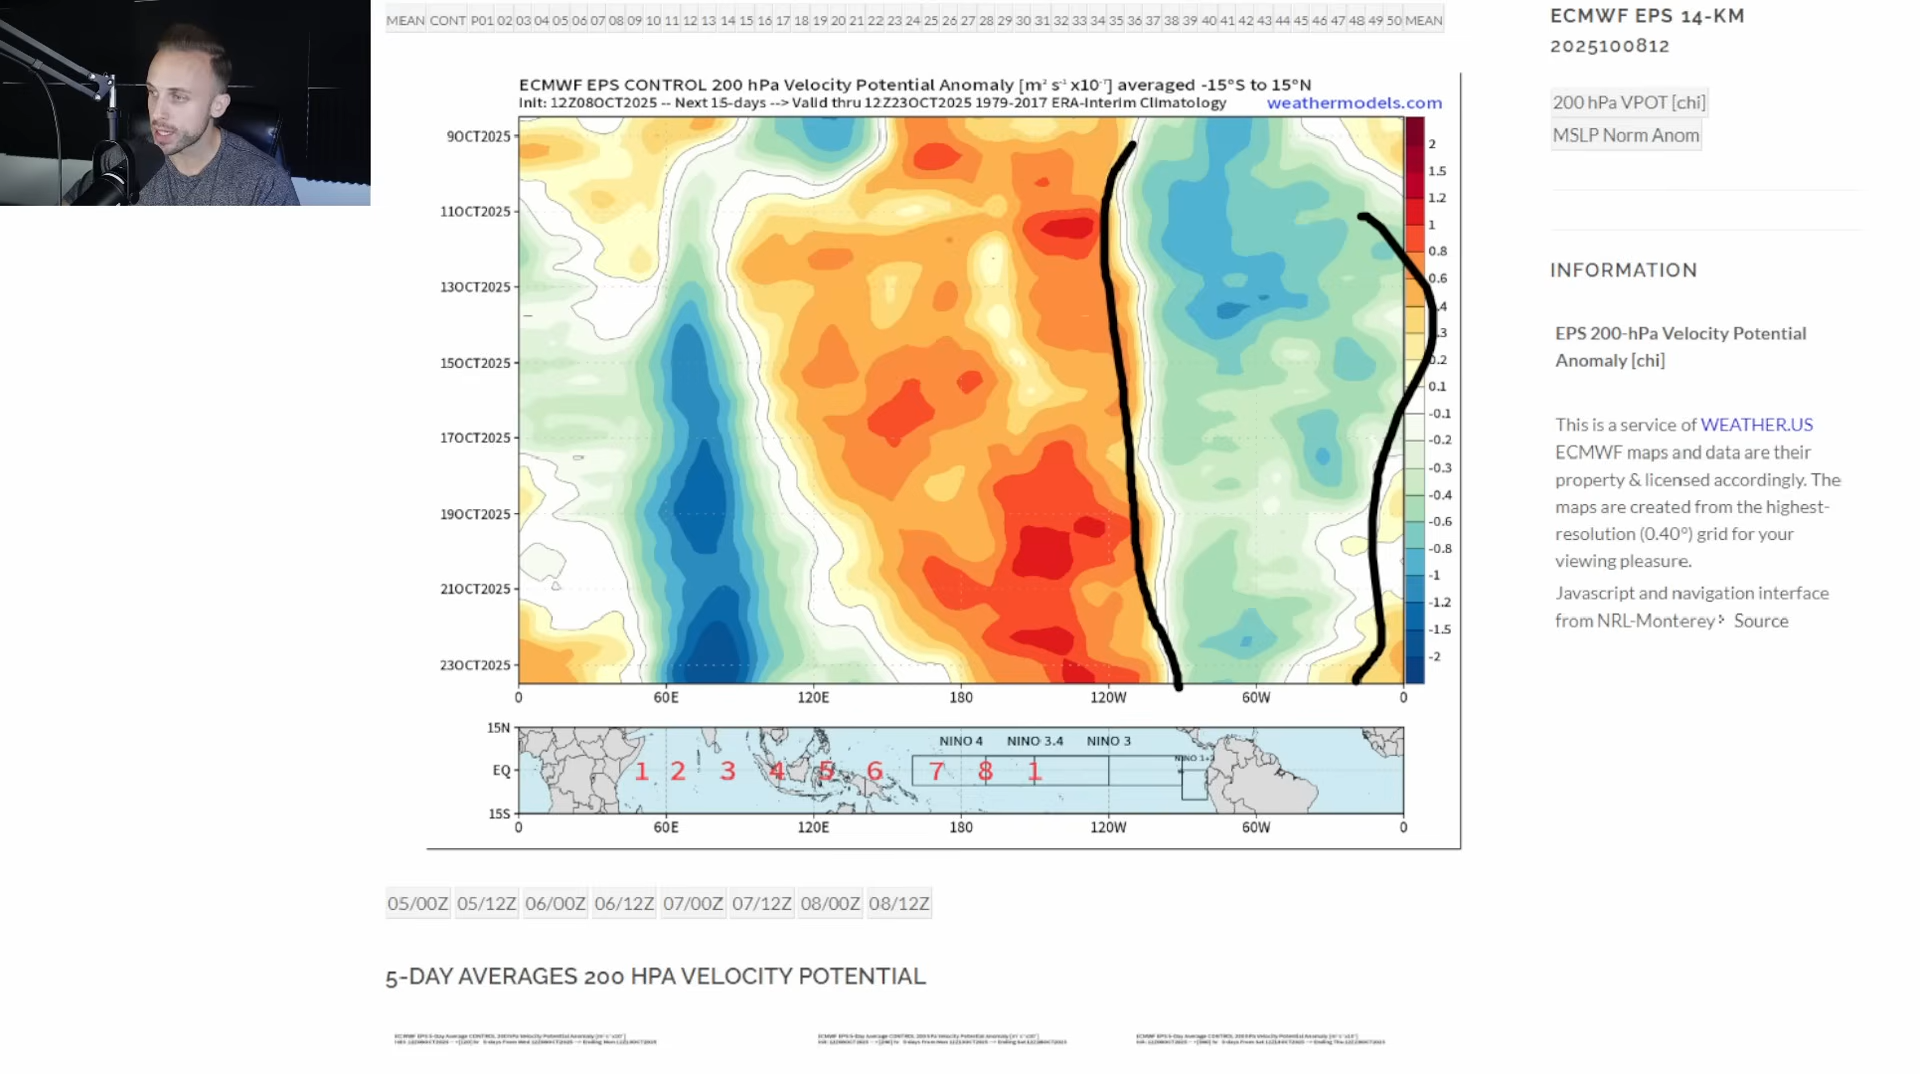 MEAN CONT P01 02 03 04 05 06 07 08 09 10 11 12 13 14 15 16 17 18 19 20 21 22 23 24 25 26 27 28 29 30 31 32 33 34 35 36 37 38 39 40 41 42 43 44 45 46 47 48 49 50 MEAN
ECMWF EPS CONTROL 200 hPa Velocity Potential Anomaly [m² s⁻¹ x10⁻⁷] averaged -15°S to 15°N
Init: 12Z08OCT2025 -- Next 15-days --> Valid thru 12Z23OCT2025 1979-2017 ERA-Interim Climatology
weathermodels.com
9OCT2025
11OCT2025
13OCT2025
15OCT2025
17OCT2025
19OCT2025
21OCT2025
23OCT2025
0 60E 120E 180 120W 60W 0
2
1.5
1.2
1
0.8
0.6
0.2
0.1
-0.1
-0.2
-0.3
-0.4
-0.6
-0.8
-1
-1.2
-1.5
-2
15N
EQ
15S
NINO 4 NINO 3.4 NINO 3
1 2 3 4 5 6 7 8 1
0 60E 120E 180 120W 60W 0
05/00Z 05/12Z 06/00Z 06/12Z 07/00Z 07/12Z 08/00Z 08/12Z
5-DAY AVERAGES 200 HPA VELOCITY POTENTIAL
ECMWF EPS 14-KM
2025100812
200 hPa VPOT [chi]
MSLP Norm Anom
INFORMATION
EPS 200-hPa Velocity Potential
Anomaly [chi]
This is a service of WEATHER.US
ECMWF maps and data are their
property & licensed accordingly. The
maps are created from the highest-
resolution (0.40°) grid for your
viewing pleasure.
Javascript and navigation interface
from NRL-Monterey Source